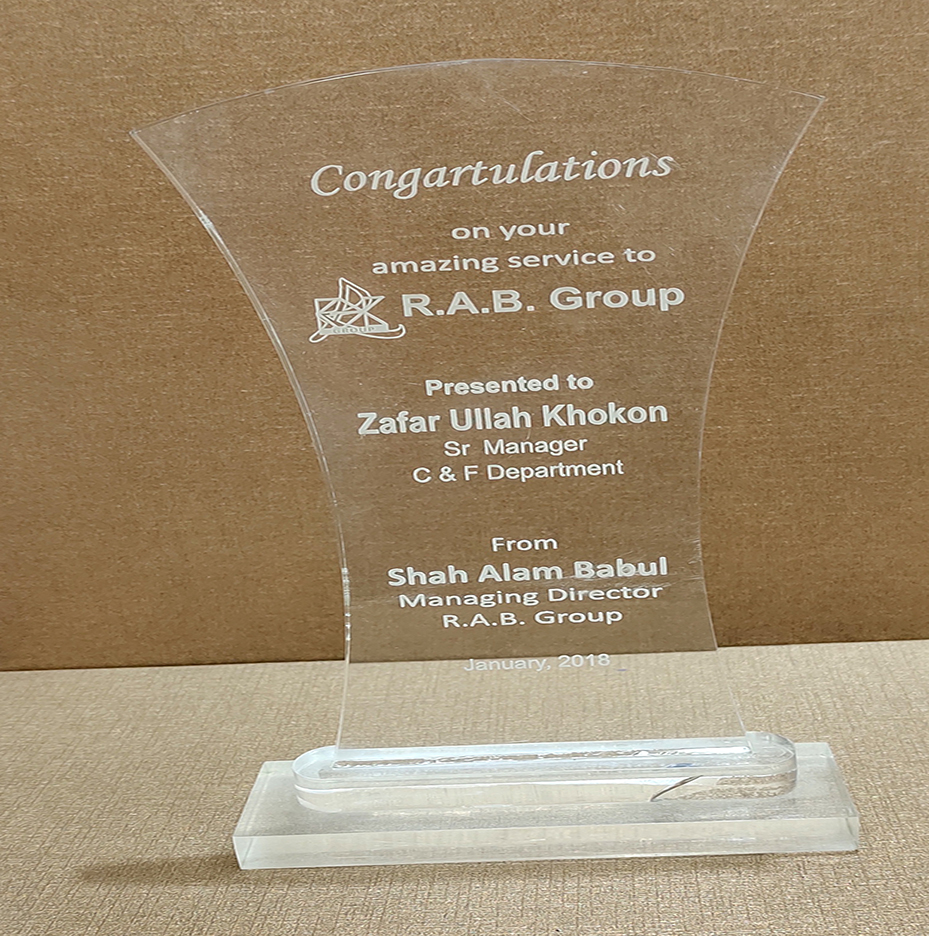 Congartulations
on your
amazing service to
R.A.B. Group
GROUP
Presented to
Zafar Ullah Khokon
Sr Manager
C & F Department
From
Shah Alam Babul
Managing Director
R.A.B. Group
January, 2018